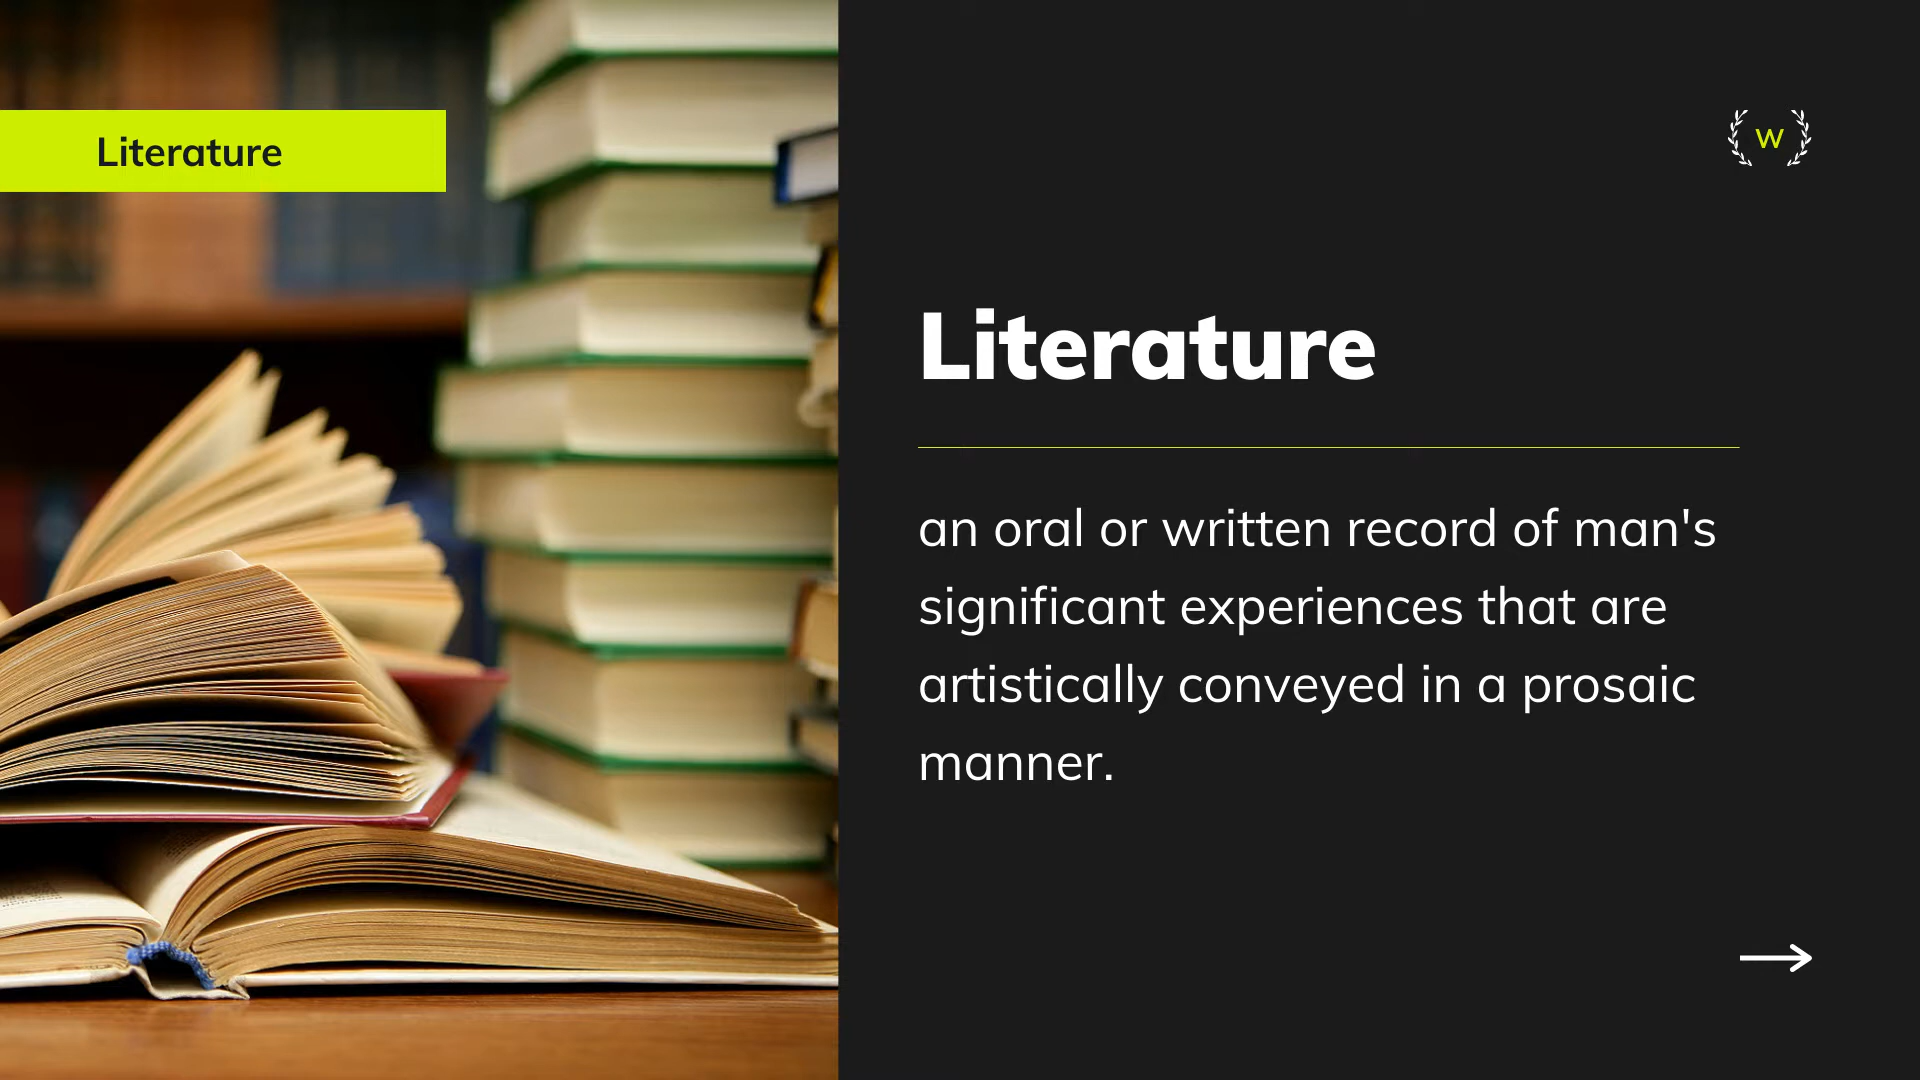 Literature
W
Literature
an oral or written record of man's
significant experiences that are
artistically conveyed in a prosaic
manner.